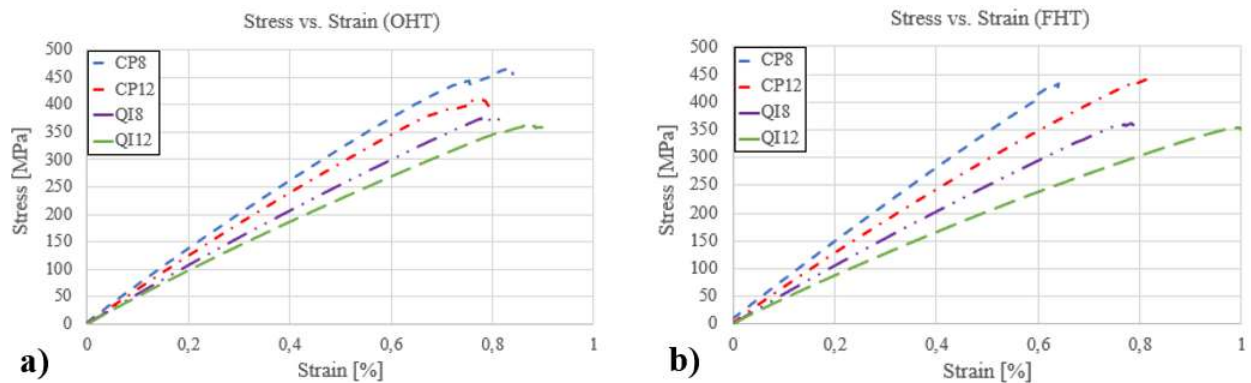 Stress vs. Strain (OHT)
500
450
400
350
300
250
200
150
100
50
0
CP8
CP12
QI8
QI12
Stress [MPa]
0
0,2
0,4
0,6
0,8
1
Strain [%]
a)
Stress vs. Strain (FHT)
500
450
400
350
300
250
200
150
100
50
0
CP8
CP12
QI8
QI12
Stress [MPa]
0
0,2
0,4
0,6
0,8
1
Strain [%]
b)